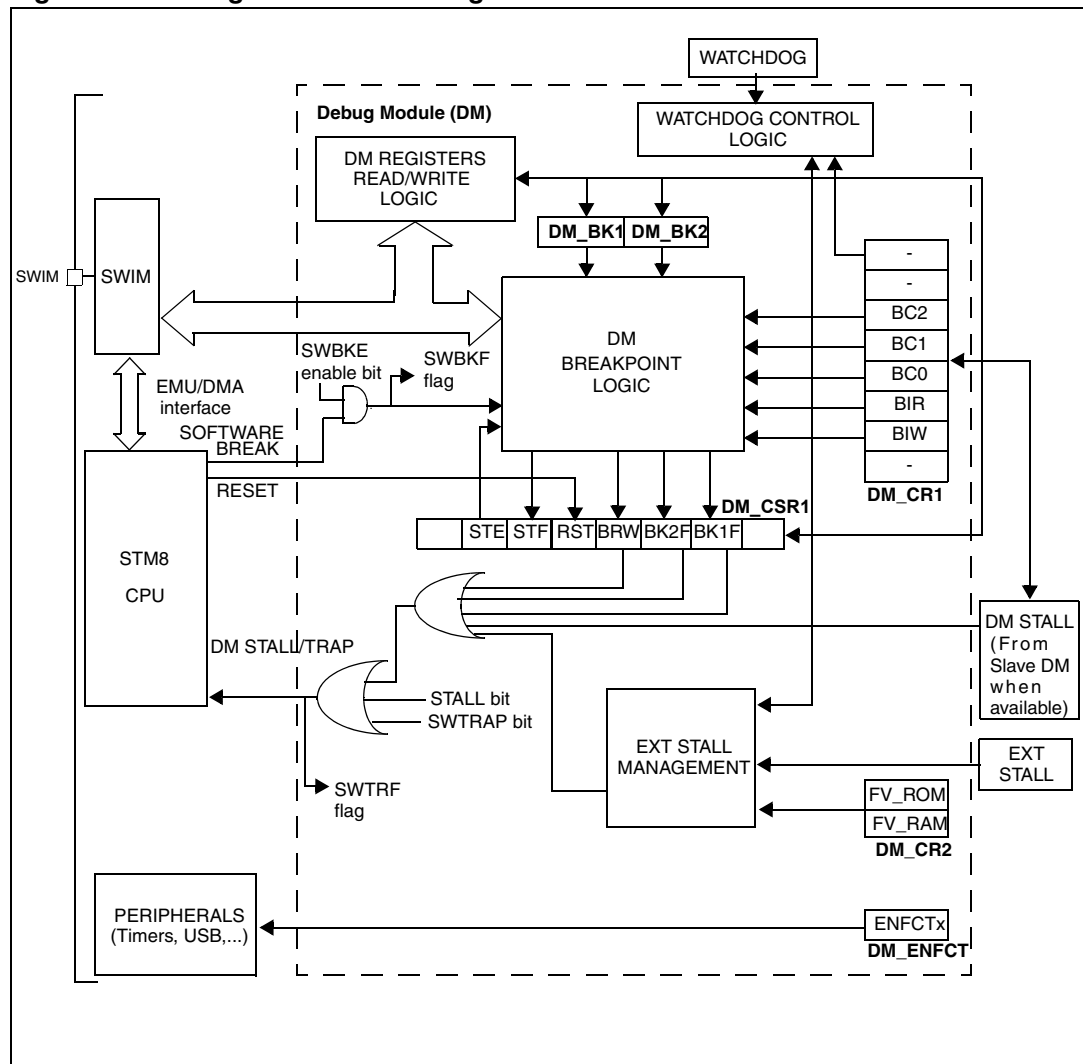 WATCHDOG
Debug Module (DM)
WATCHDOG CONTROL
LOGIC
DM REGISTERS
READ/WRITE
LOGIC
DM_BK1 DM_BK2
SWIM
SWIM
-
-
BC2
BC1
BC0
BIR
BIW
-
DM_CR1
DM
BREAKPOINT
LOGIC
SWBKE
enable bit
SWBKF
flag
EMU/DMA
interface
SOFTWARE
BREAK
RESET
DM_CSR1
STE STF RST BRW BK2F BK1F
STM8
CPU
DM STALL/TRAP
STALL bit
SWTRAP bit
SWTRF
flag
DM STALL
(From
Slave DM
when
available)
EXT STALL
MANAGEMENT
EXT
STALL
FV_ROM
FV_RAM
DM_CR2
PERIPHERALS
(Timers, USB,...)
ENFCTx
DM_ENFCT